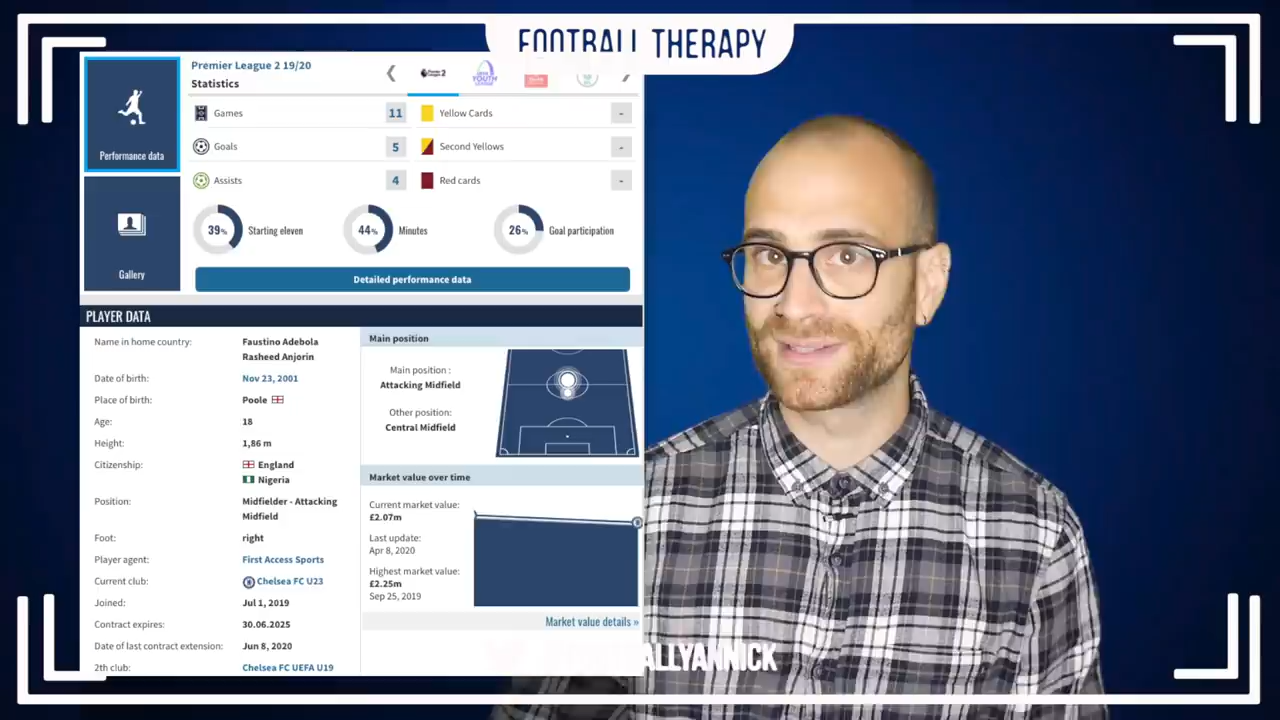 FOOTBALL THERAPY
Premier League 2 19/20
Statistics
Games 11
Yellow Cards -
Goals 5
Second Yellows -
Assists 4
Red cards -
39% Starting eleven
44% Minutes
26% Goal participation
Performance data
Gallery
Detailed performance data
PLAYER DATA
Name in home country: Faustino Adebola
Rasheed Anjorin
Date of birth: Nov 23, 2001
Place of birth: Poole
Age: 18
Height: 1,86 m
Citizenship: England
Nigeria
Position: Midfielder - Attacking
Midfield
Foot: right
Player agent: First Access Sports
Current club: Chelsea FC U23
Joined: Jul 1, 2019
Contract expires: 30.06.2025
Date of last contract extension: Jun 8, 2020
2th club: Chelsea FC UEFA U19
Main position
Main position :
Attacking Midfield
Other position:
Central Midfield
Market value over time
Current market value:
£2.07m
Last update:
Apr 8, 2020
Highest market value:
£2.25m
Sep 25, 2019
Market value details »
ALLYANNICK